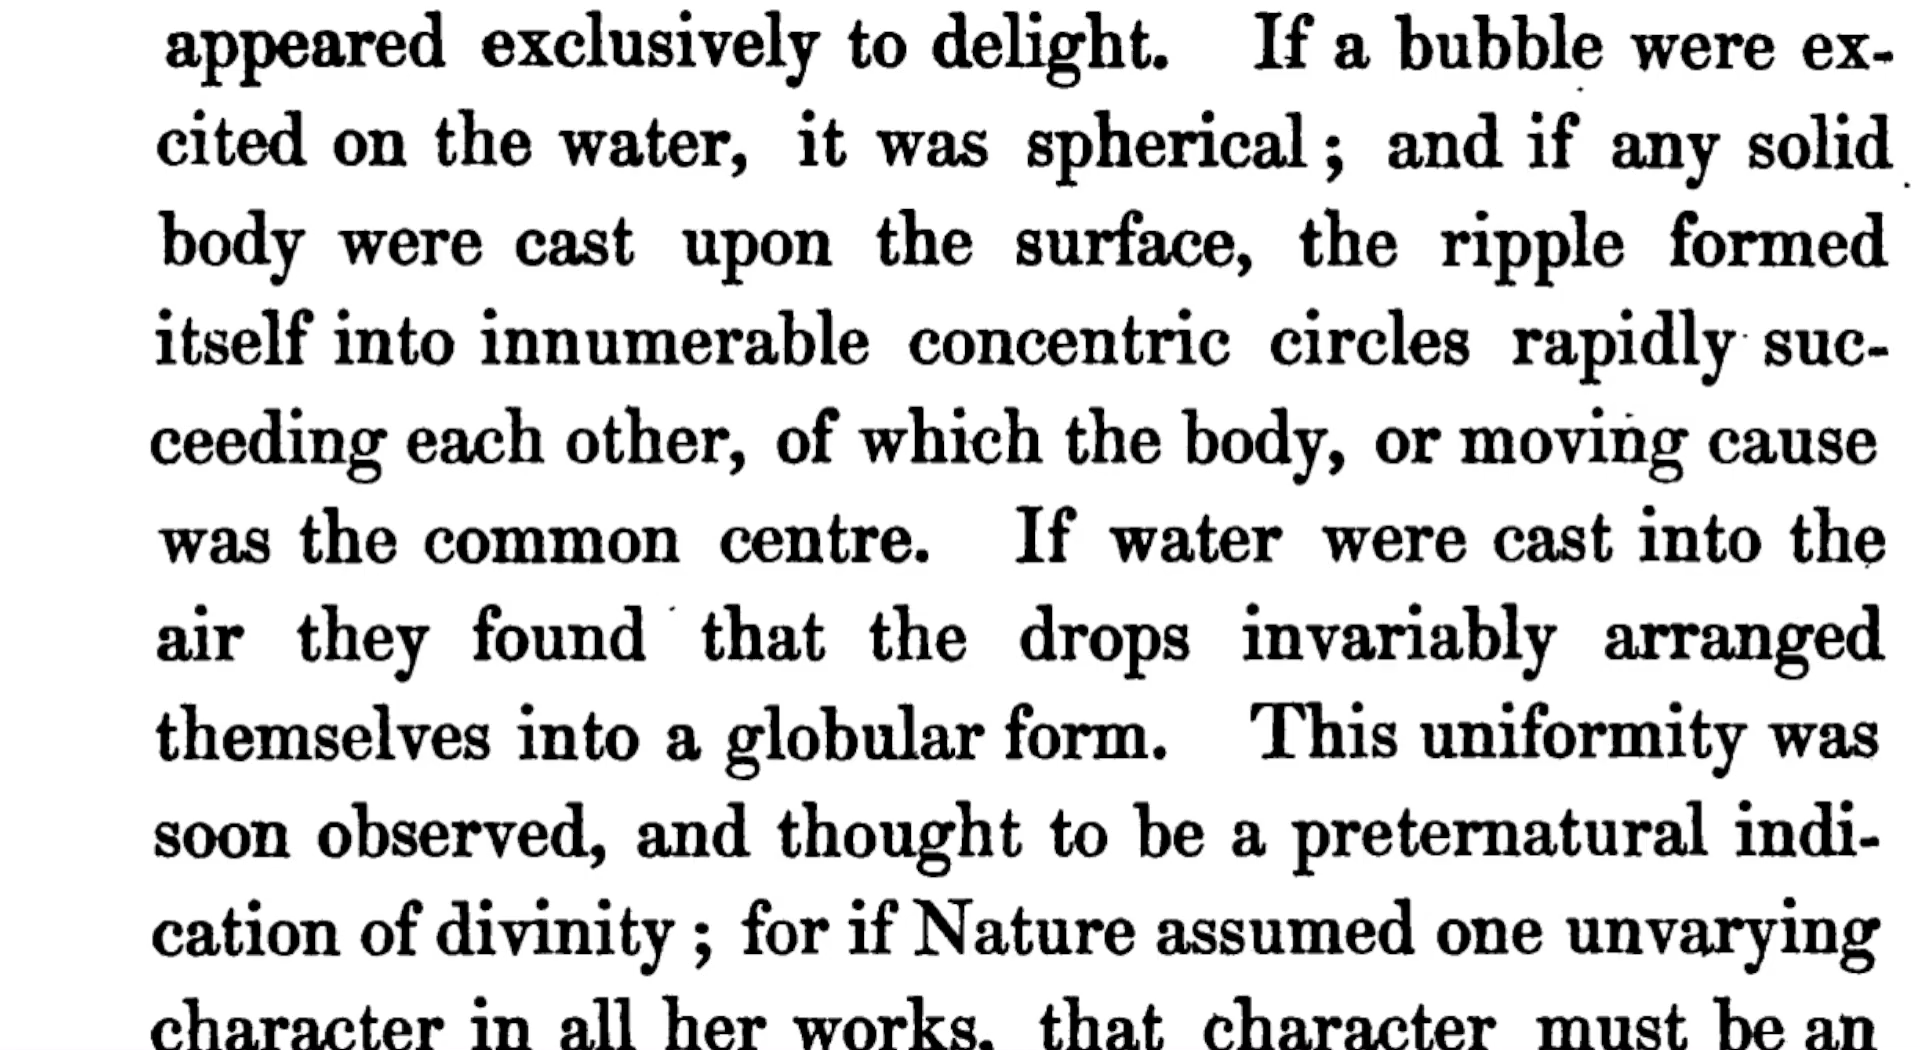 appeared exclusively to delight. If a bubble were ex-
cited on the water, it was spherical; and if any solid
body were cast upon the surface, the ripple formed
itself into innumerable concentric circles rapidly suc-
ceeding each other, of which the body, or moving cause
was the common centre. If water were cast into the
air they found that the drops invariably arranged
themselves into a globular form. This uniformity was
soon observed, and thought to be a preternatural indi-
cation of divinity; for if Nature assumed one unvarying
character in all her works, that character must be an